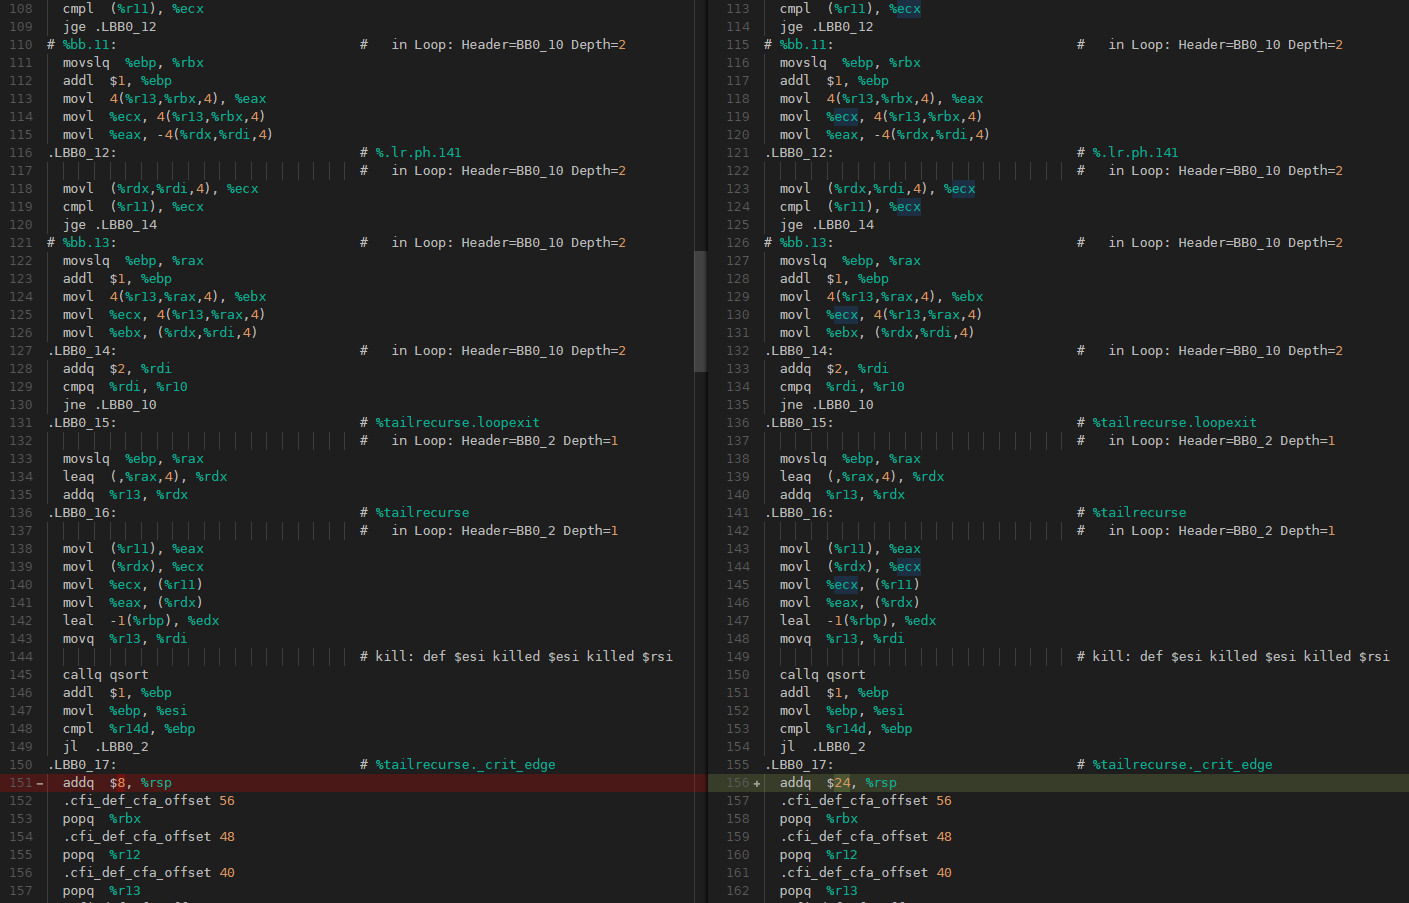 108 cmpl (%r11), %ecx
109 jge .LBB0_12
110 # %bb.11: # in Loop: Header=BB0_10 Depth=2
111 movslq %ebp, %rbx
112 addl $1, %ebp
113 movl 4(%r13,%rbx,4), %eax
114 movl %ecx, 4(%r13,%rbx,4)
115 movl %eax, -4(%rdx,%rdi,4)
116 .LBB0_12: # %.lr.ph.141
117 # in Loop: Header=BB0_10 Depth=2
118 movl (%rdx,%rdi,4), %ecx
119 cmpl (%r11), %ecx
120 jge .LBB0_14
121 # %bb.13: # in Loop: Header=BB0_10 Depth=2
122 movslq %ebp, %rax
123 addl $1, %ebp
124 movl 4(%r13,%rax,4), %ebx
125 movl %ecx, 4(%r13,%rax,4)
126 movl %ebx, (%rdx,%rdi,4)
127 .LBB0_14: # in Loop: Header=BB0_10 Depth=2
128 addq $2, %rdi
129 cmpq %rdi, %r10
130 jne .LBB0_10
131 .LBB0_15: # %tailrecurse.loopexit
132 # in Loop: Header=BB0_2 Depth=1
133 movslq %ebp, %rax
134 leaq (,%rax,4), %rdx
135 addq %r13, %rdx
136 .LBB0_16: # %tailrecurse
137 # in Loop: Header=BB0_2 Depth=1
138 movl (%r11), %eax
139 movl (%rdx), %ecx
140 movl %ecx, (%r11)
141 movl %eax, (%rdx)
142 leal -1(%rbp), %edx
143 movq %r13, %rdi
144 # kill: def $esi killed $esi killed $rsi
145 callq qsort
146 addl $1, %ebp
147 movl %ebp, %esi
148 cmpl %r14d, %ebp
149 jl .LBB0_2
150 .LBB0_17: # %tailrecurse._crit_edge
151 − addq $8, %rsp
152 .cfi_def_cfa_offset 56
153 popq %rbx
154 .cfi_def_cfa_offset 48
155 popq %r12
156 .cfi_def_cfa_offset 40
157 popq %r13
113 cmpl (%r11), %ecx
114 jge .LBB0_12
115 # %bb.11: # in Loop: Header=BB0_10 Depth=2
116 movslq %ebp, %rbx
117 addl $1, %ebp
118 movl 4(%r13,%rbx,4), %eax
119 movl %ecx, 4(%r13,%rbx,4)
120 movl %eax, -4(%rdx,%rdi,4)
121 .LBB0_12: # %.lr.ph.141
122 # in Loop: Header=BB0_10 Depth=2
123 movl (%rdx,%rdi,4), %ecx
124 cmpl (%r11), %ecx
125 jge .LBB0_14
126 # %bb.13: # in Loop: Header=BB0_10 Depth=2
127 movslq %ebp, %rax
128 addl $1, %ebp
129 movl 4(%r13,%rax,4), %ebx
130 movl %ecx, 4(%r13,%rax,4)
131 movl %ebx, (%rdx,%rdi,4)
132 .LBB0_14: # in Loop: Header=BB0_10 Depth=2
133 addq $2, %rdi
134 cmpq %rdi, %r10
135 jne .LBB0_10
136 .LBB0_15: # %tailrecurse.loopexit
137 # in Loop: Header=BB0_2 Depth=1
138 movslq %ebp, %rax
139 leaq (,%rax,4), %rdx
140 addq %r13, %rdx
141 .LBB0_16: # %tailrecurse
142 # in Loop: Header=BB0_2 Depth=1
143 movl (%r11), %eax
144 movl (%rdx), %ecx
145 movl %ecx, (%r11)
146 movl %eax, (%rdx)
147 leal -1(%rbp), %edx
148 movq %r13, %rdi
149 # kill: def $esi killed $esi killed $rsi
150 callq qsort
151 addl $1, %ebp
152 movl %ebp, %esi
153 cmpl %r14d, %ebp
154 jl .LBB0_2
155 .LBB0_17: # %tailrecurse._crit_edge
156 + addq $24, %rsp
157 .cfi_def_cfa_offset 56
158 popq %rbx
159 .cfi_def_cfa_offset 48
160 popq %r12
161 .cfi_def_cfa_offset 40
162 popq %r13